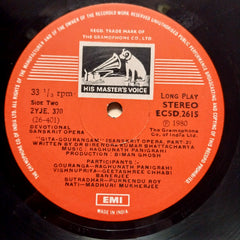 REGD. TRADE MARK OF
THE GRAMOPHONE CO. LTD
HIS MASTER'S VOICE
33 ⅓ rpm
Side Two
2YJE. 370
(26-401)
DEVOTIONAL
SANSKRIT OPERA
LONG PLAY
STEREO
ECSD.2615
℗ 1980
The Gramophone
Co. of India Ltd.
"GITA-GOURANGAM" (SANSKRIT OPERA, PART-2)
WRITTEN BY DR BIRENDRA KUMAR BHATTACHARYA
MUSIC: RAGHUNATH PANIGRAHI
PRODUCTION: BIMAN GHOSH
Participants:
GOURANGA-RAGHUNATH PANIGRAHI
VISHNUPRIYA-GEETASHREE CHHABI
BANERJEE
SUTRADHAR-PURNENDU ROY
NATI-MADHURI MUKHERJEE
EMI
MADE IN INDIA